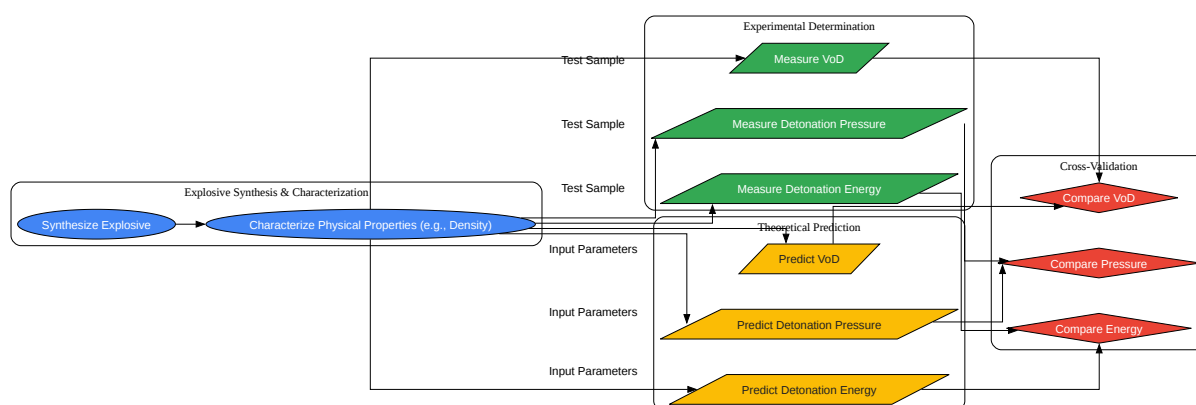 Experimental Determination
Test Sample
Measure VoD
Test Sample
Measure Detonation Pressure
Cross-Validation
Explosive Synthesis & Characterization
Test Sample
Measure Detonation Energy
Compare VoD
Synthesize Explosive
Characterize Physical Properties (e.g., Density)
Theoretical Prediction
Input Parameters
Predict VoD
Compare Pressure
Input Parameters
Predict Detonation Pressure
Compare Energy
Input Parameters
Predict Detonation Energy